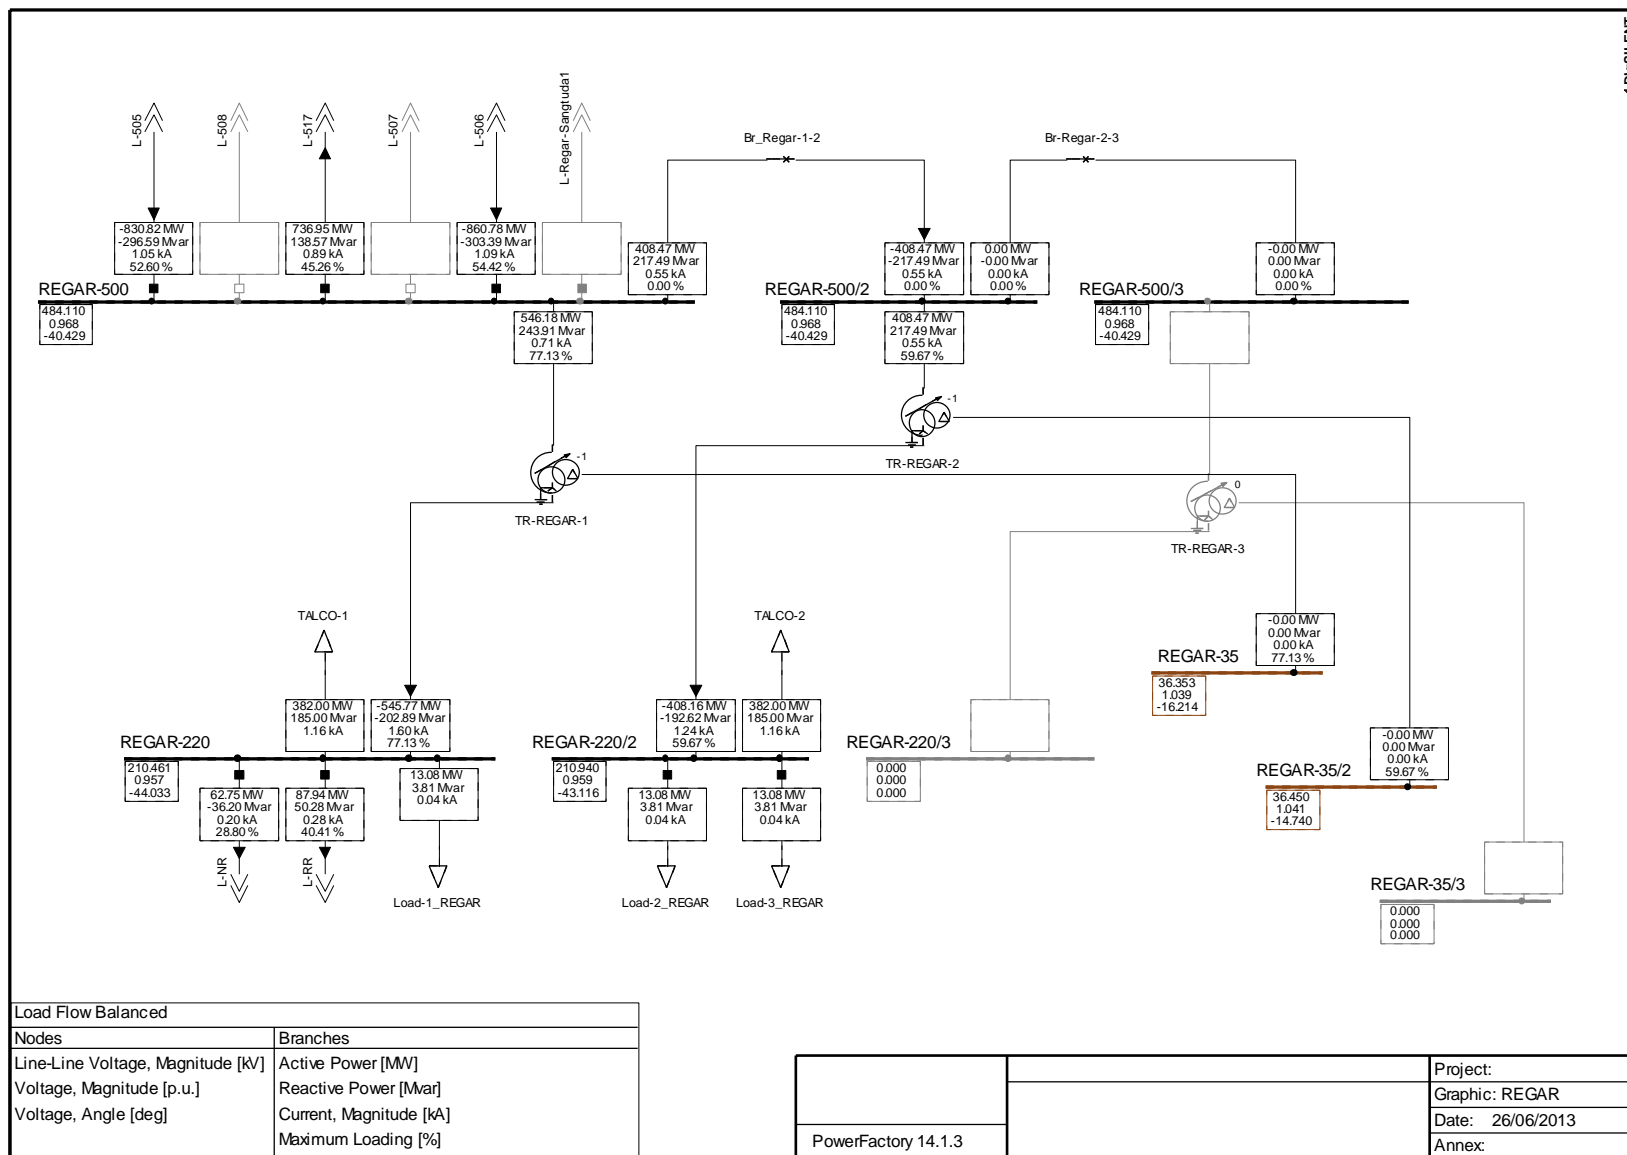 L-505
L-508
L-517
L-507
L-506
L-Regar-Sangtuda1
Br_Regar-1-2
Br-Regar-2-3
-830.82 MW
-296.59 Mvar
1.05 kA
52.60 %
736.95 MW
138.57 Mvar
0.89 kA
45.26 %
-860.78 MW
-303.39 Mvar
1.09 kA
54.42 %
408.47 MW
217.49 Mvar
0.55 kA
0.00 %
-408.47 MW
-217.49 Mvar
0.55 kA
0.00 %
0.00 MW
-0.00 Mvar
0.00 kA
0.00 %
-0.00 MW
0.00 Mvar
0.00 kA
0.00 %
REGAR-500
484.110
0.968
-40.429
REGAR-500/2
484.110
0.968
-40.429
REGAR-500/3
484.110
0.968
-40.429
546.18 MW
243.91 Mvar
0.71 kA
77.13 %
408.47 MW
217.49 Mvar
0.55 kA
59.67 %
-1
TR-REGAR-2
-1
TR-REGAR-1
0
TR-REGAR-3
TALCO-1
TALCO-2
382.00 MW
185.00 Mvar
1.16 kA
-545.77 MW
-202.89 Mvar
1.60 kA
77.13 %
-408.16 MW
-192.62 Mvar
1.24 kA
59.67 %
382.00 MW
185.00 Mvar
1.16 kA
-0.00 MW
0.00 Mvar
0.00 kA
77.13 %
REGAR-35
36.353
1.039
-16.214
-0.00 MW
0.00 Mvar
0.00 kA
59.67 %
REGAR-35/2
36.450
1.041
-14.740
REGAR-220
210.461
0.957
-44.033
REGAR-220/2
210.940
0.959
-43.116
REGAR-220/3
0.000
0.000
0.000
62.75 MW
-36.20 Mvar
0.20 kA
28.80 %
87.94 MW
50.28 Mvar
0.28 kA
40.41 %
13.08 MW
3.81 Mvar
0.04 kA
13.08 MW
3.81 Mvar
0.04 kA
13.08 MW
3.81 Mvar
0.04 kA
L-NR
L-RR
Load-1_REGAR
Load-2_REGAR
Load-3_REGAR
REGAR-35/3
0.000
0.000
0.000
Load Flow Balanced
Nodes
Branches
Line-Line Voltage, Magnitude [kV]
Active Power [MW]
Voltage, Magnitude [p.u.]
Reactive Power [Mvar]
Voltage, Angle [deg]
Current, Magnitude [kA]
Maximum Loading [%]
PowerFactory 14.1.3
Project:
Graphic: REGAR
Date: 26/06/2013
Annex: